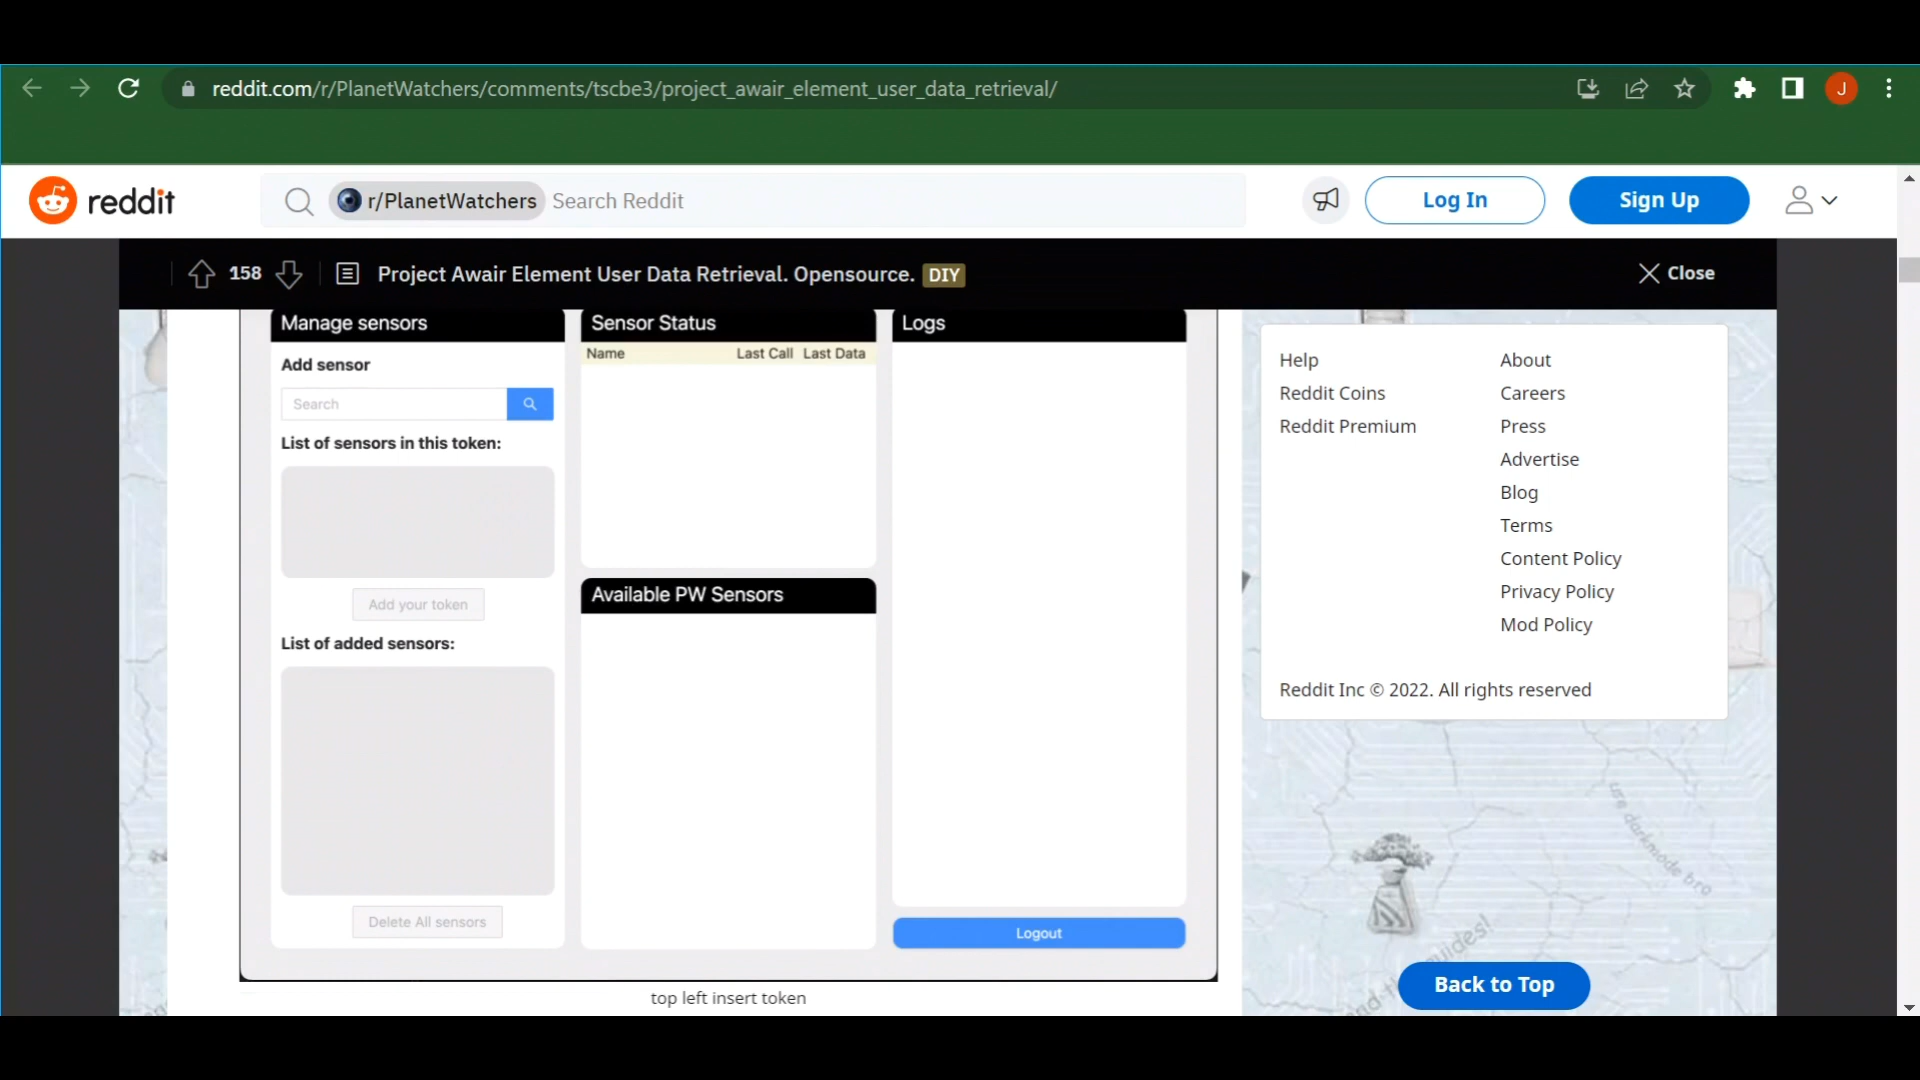 reddit.com/r/PlanetWatchers/comments/tscbe3/project_awair_element_user_data_retrieval/
J
reddit
r/PlanetWatchers Search Reddit
Log In
Sign Up
158
Project Awair Element User Data Retrieval. Opensource. DIY
Close
Manage sensors
Add sensor
Search
List of sensors in this token:
Add your token
List of added sensors:
Delete All sensors
Sensor Status
Name Last Call Last Data
Available PW Sensors
Logs
Logout
top left insert token
Help
Reddit Coins
Reddit Premium
About
Careers
Press
Advertise
Blog
Terms
Content Policy
Privacy Policy
Mod Policy
Reddit Inc © 2022. All rights reserved
use darkmode bro
Back to Top